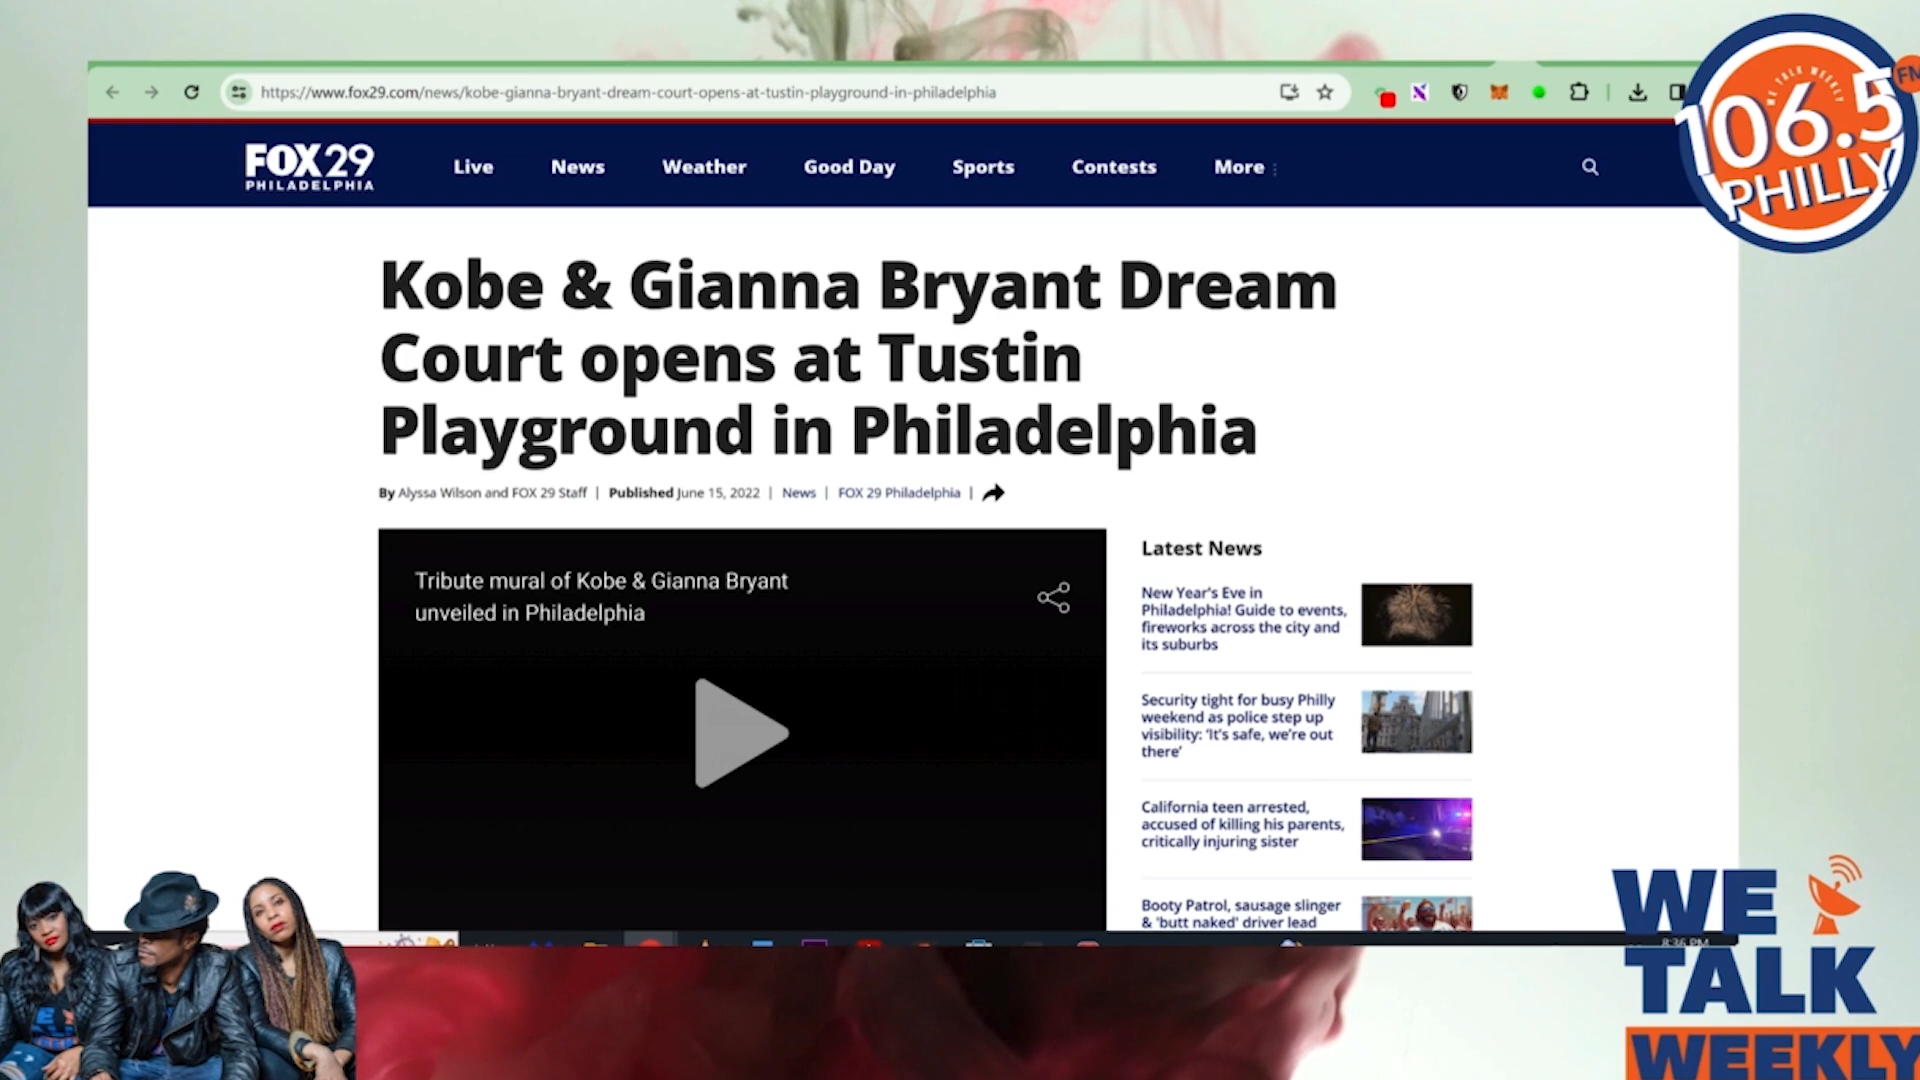 https://www.fox29.com/news/kobe-gianna-bryant-dream-court-opens-at-tustin-playground-in-philadelphia
FOX 29
PHILADELPHIA
Live News Weather Good Day Sports Contests More
WE TALK WEEKLY
106.5 FM
PHILLY
Kobe & Gianna Bryant Dream
Court opens at Tustin
Playground in Philadelphia
By Alyssa Wilson and FOX 29 Staff | Published June 15, 2022 | News | FOX 29 Philadelphia |
Tribute mural of Kobe & Gianna Bryant
unveiled in Philadelphia
Latest News
New Year's Eve in
Philadelphia! Guide to events,
fireworks across the city and
its suburbs
Security tight for busy Philly
weekend as police step up
visibility: ‘It’s safe, we’re out
there’
California teen arrested,
accused of killing his parents,
critically injuring sister
Booty Patrol, sausage slinger
& 'butt naked' driver lead
8:36 PM
WE
TALK
WEEKLY